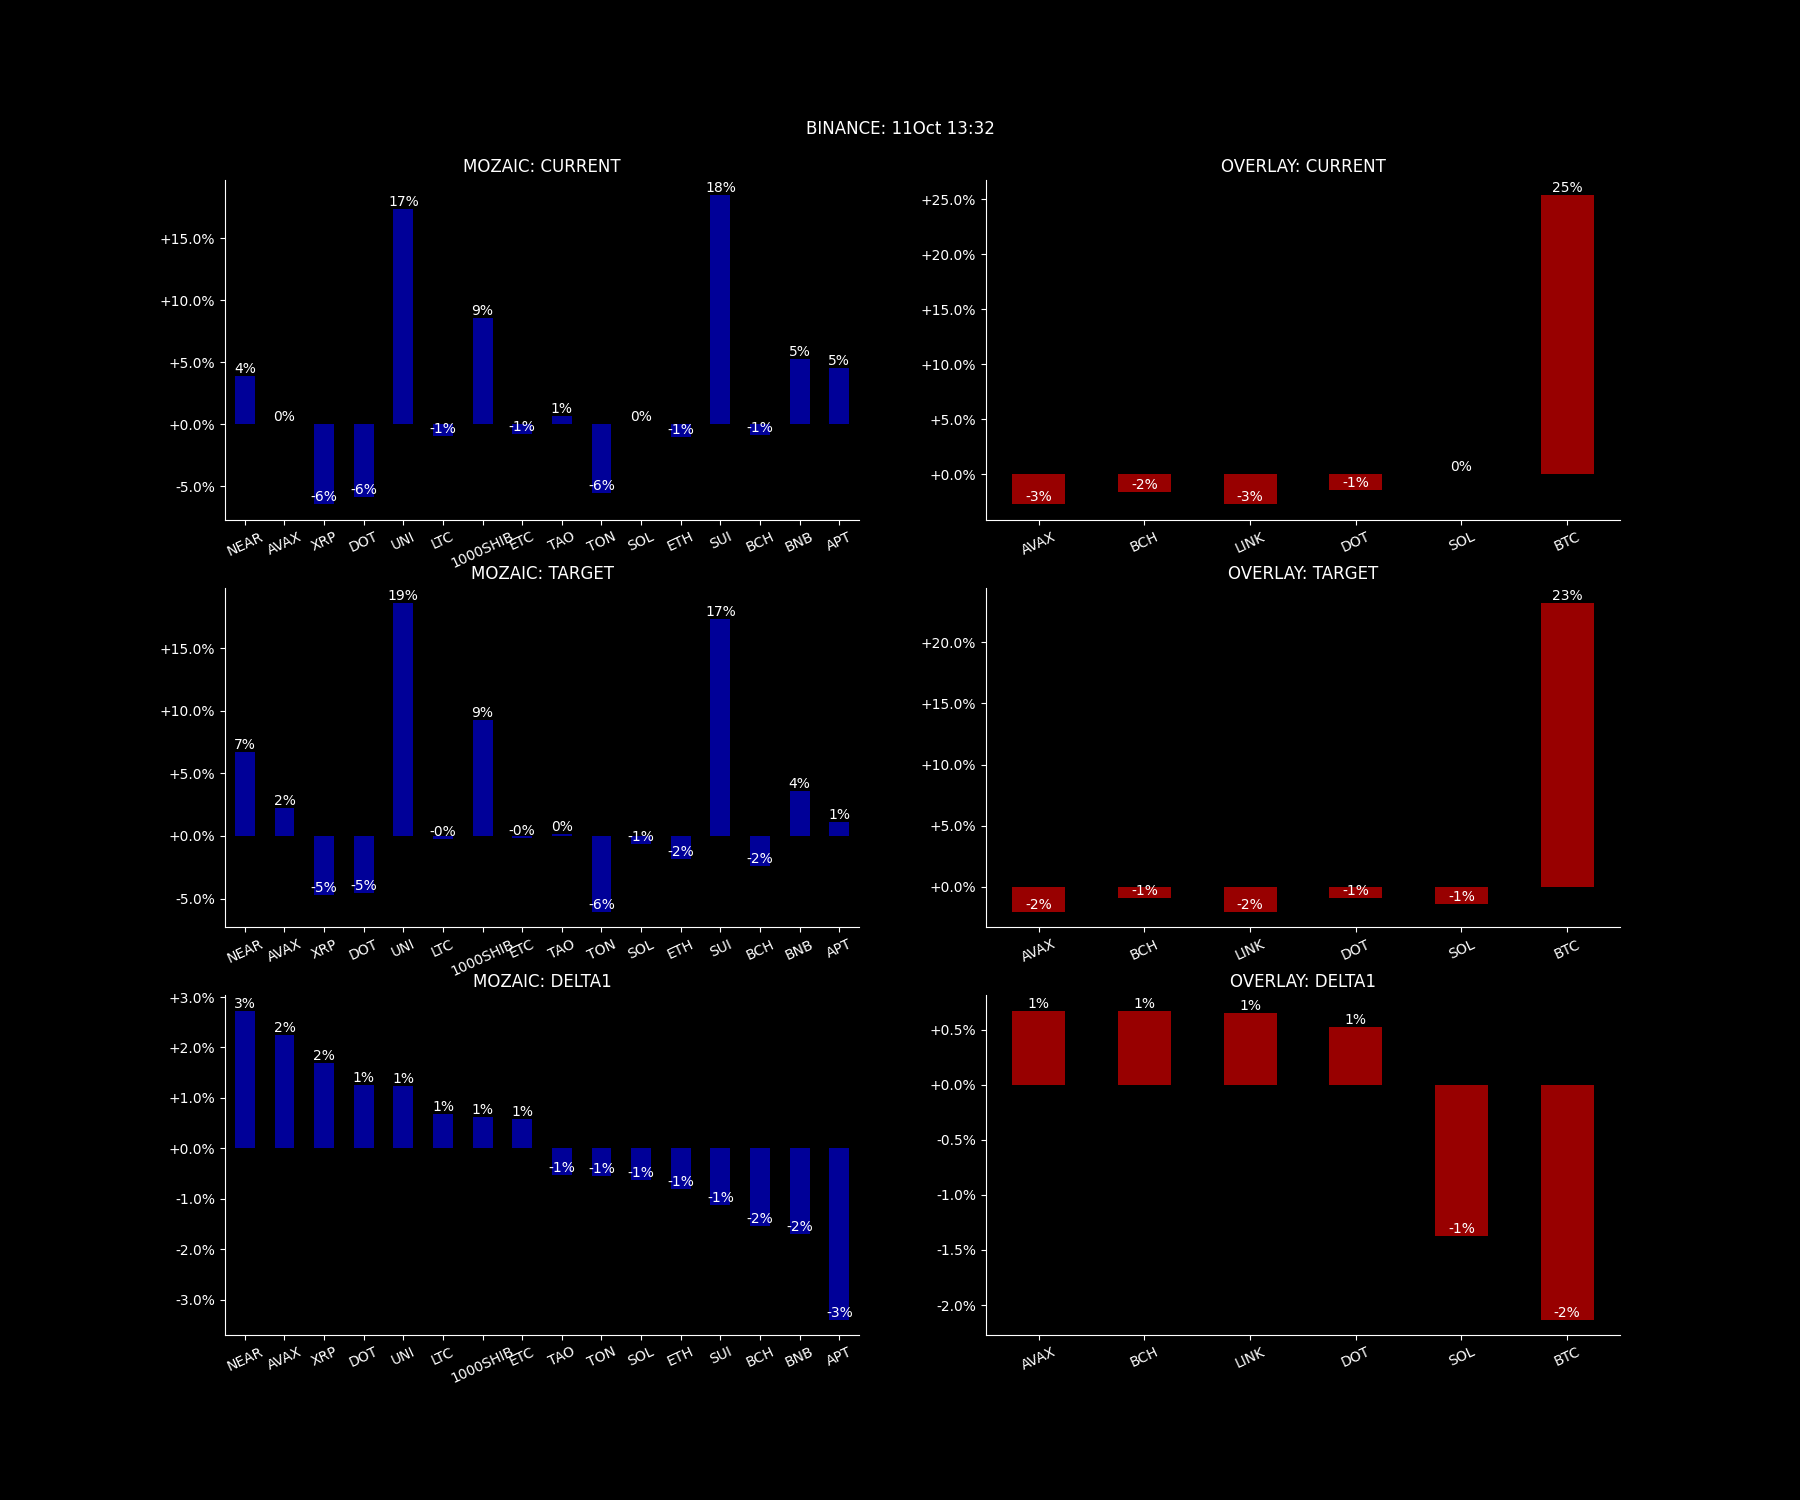 BINANCE: 11Oct 13:32
MOZAIC: CURRENT
+15.0%
+10.0%
+5.0%
+0.0%
-5.0%
4%
0%
-6%
-6%
17%
-1%
9%
-1%
1%
-6%
0%
-1%
18%
-1%
5%
5%
NEAR
AVAX
XRP
DOT
UNI
LTC
1000SHIB
ETC
TAO
TON
SOL
ETH
SUI
BCH
BNB
APT
OVERLAY: CURRENT
+25.0%
+20.0%
+15.0%
+10.0%
+5.0%
+0.0%
-3%
-2%
-3%
-1%
0%
25%
AVAX
BCH
LINK
DOT
SOL
BTC
MOZAIC: TARGET
+15.0%
+10.0%
+5.0%
+0.0%
-5.0%
7%
2%
-5%
-5%
19%
-0%
9%
-0%
0%
-6%
-1%
-2%
17%
-2%
4%
1%
NEAR
AVAX
XRP
DOT
UNI
LTC
1000SHIB
ETC
TAO
TON
SOL
ETH
SUI
BCH
BNB
APT
OVERLAY: TARGET
+20.0%
+15.0%
+10.0%
+5.0%
+0.0%
-2%
-1%
-2%
-1%
-1%
23%
AVAX
BCH
LINK
DOT
SOL
BTC
MOZAIC: DELTA1
+3.0%
+2.0%
+1.0%
+0.0%
-1.0%
-2.0%
-3.0%
3%
2%
2%
1%
1%
1%
1%
1%
-1%
-1%
-1%
-1%
-1%
-2%
-2%
-3%
NEAR
AVAX
XRP
DOT
UNI
LTC
1000SHIB
ETC
TAO
TON
SOL
ETH
SUI
BCH
BNB
APT
OVERLAY: DELTA1
+0.5%
+0.0%
-0.5%
-1.0%
-1.5%
-2.0%
1%
1%
1%
1%
-1%
-2%
AVAX
BCH
LINK
DOT
SOL
BTC